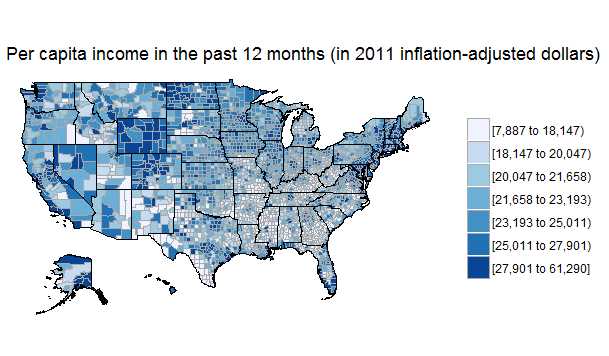 Per capita income in the past 12 months (in 2011 inflation-adjusted dollars)
[7,887 to 18,147)
[18,147 to 20,047)
[20,047 to 21,658)
[21,658 to 23,193)
[23,193 to 25,011)
[25,011 to 27,901)
[27,901 to 61,290]